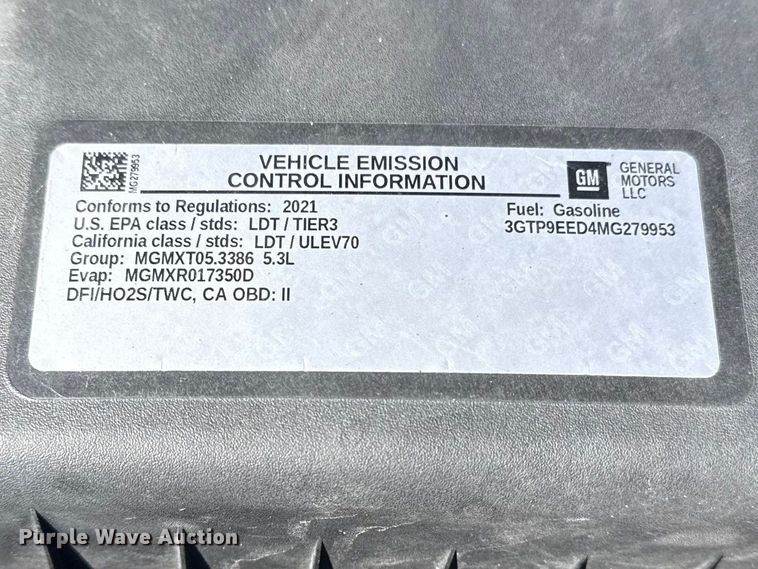 VEHICLE EMISSION
CONTROL INFORMATION
MG279953
GM
GENERAL
MOTORS
LLC
Conforms to Regulations: 2021
U.S. EPA class / stds: LDT / TIER3
California class / stds: LDT / ULEV70
Group: MGMXT05.3386 5.3L
Evap: MGMXR017350D
DFI/HO2S/TWC, CA OBD: II
Fuel: Gasoline
3GTP9EED4MG279953
Purple Wave Auction